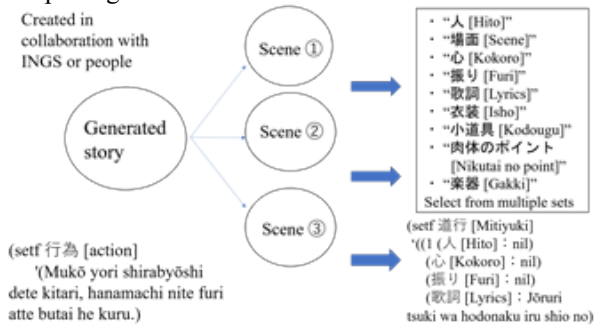 Created in
collaboration with
INGS or people
Generated
story
Scene ①
Scene ②
Scene ③
・ “人 [Hito]”
・ “場面 [Scene]”
・ “心 [Kokoro]”
・ “振り [Furi]”
・ “歌詞 [Lyrics]”
・ “衣装 [Isho]”
・ “小道具 [Kodougu]”
・ “肉体のポイント
[Nikutai no point]”
・ “楽器 [Gakki]”
Select from multiple sets
(setf 行為 [action]
'(Mukō yori shirabyōshi
dete kitari, hanamachi nite furi
atte butai he kuru.)
(setf 道行 [Mitiyuki]
'((1 (人 [Hito]：nil)
(心 [Kokoro]：nil)
(振り [Furi]：nil)
(歌詞 [Lyrics]：Jōruri
tsuki wa hodonaku iru shio no)